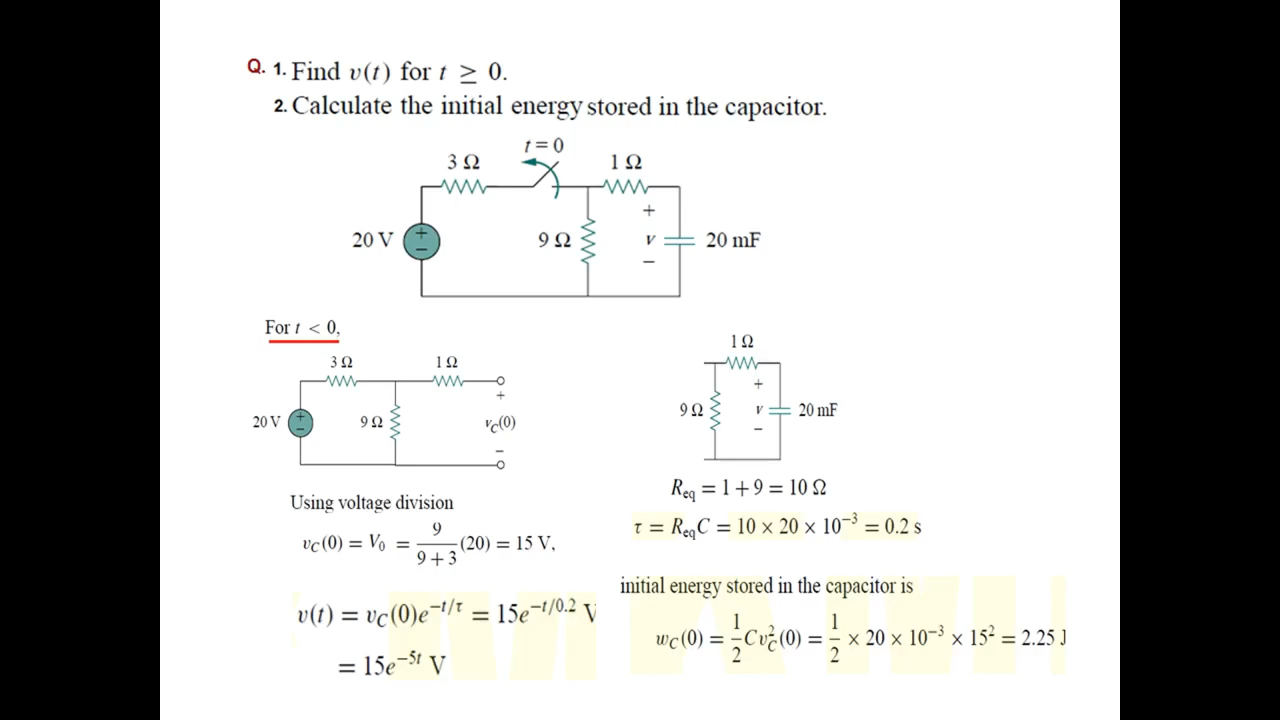 Q. 1. Find v(t) for t ≥ 0.
2. Calculate the initial energy stored in the capacitor.
t = 0
3 Ω
1 Ω
20 V
+
−
9 Ω
+
v
−
20 mF
For t < 0,
3 Ω
1 Ω
20 V
+
−
9 Ω
+
v_C(0)
−
Using voltage division
v_C(0) = V_0 = 9/(9 + 3) (20) = 15 V,
v(t) = v_C(0)e^{−t/τ} = 15e^{−t/0.2} V
= 15e^{−5t} V
1 Ω
9 Ω
+
v
−
20 mF
R_eq = 1 + 9 = 10 Ω
τ = R_eq C = 10 × 20 × 10^{−3} = 0.2 s
initial energy stored in the capacitor is
w_C(0) = 1/2 C v_C^2(0) = 1/2 × 20 × 10^{−3} × 15^2 = 2.25 J